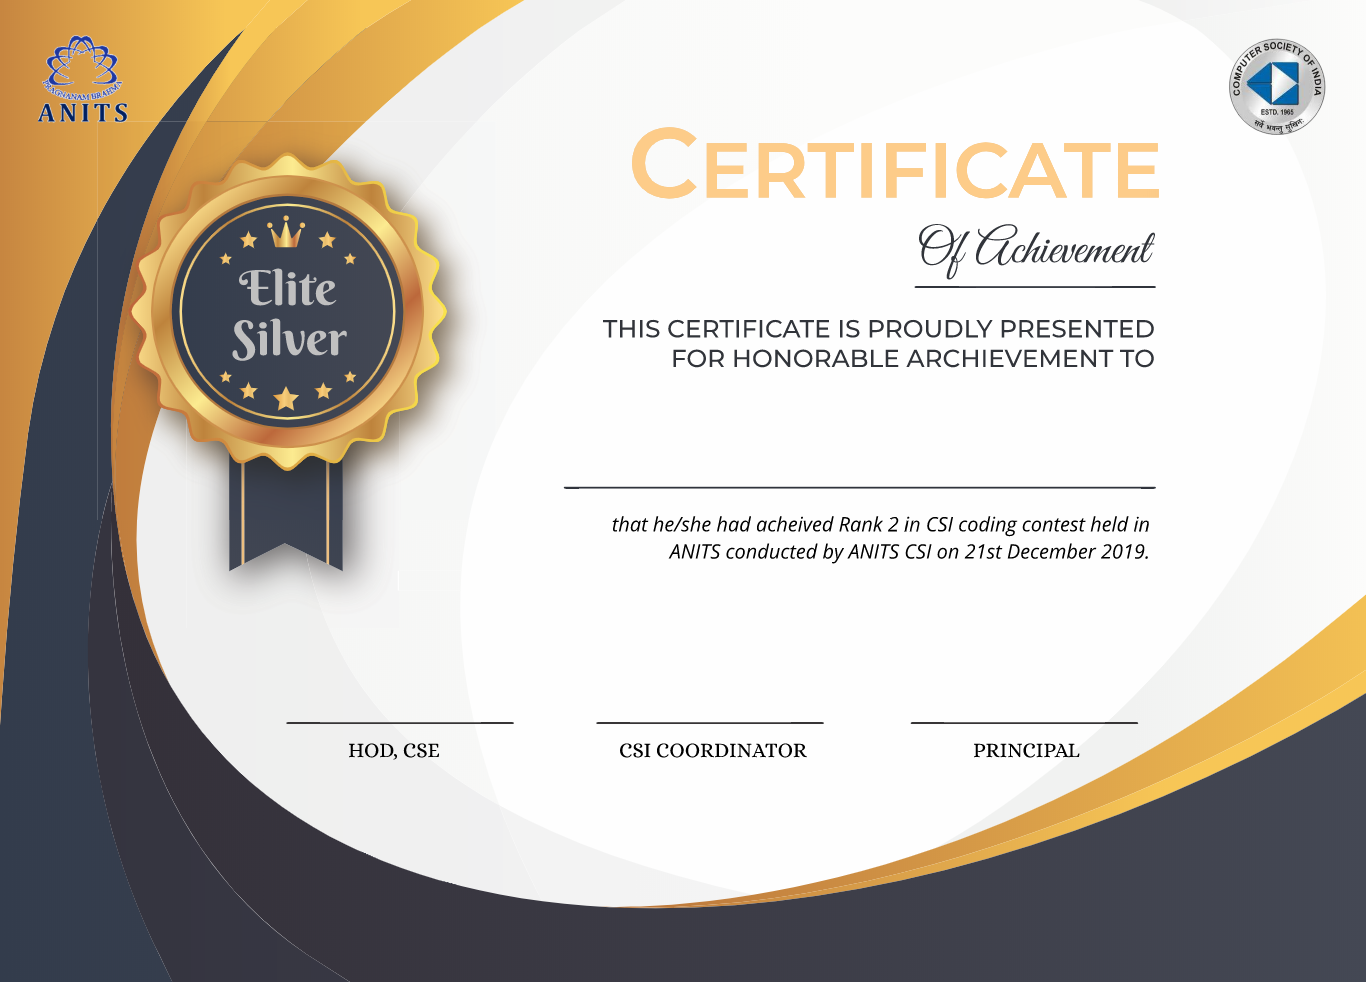 PRAGNANAM BRAHMA
ANITS
COMPUTER SOCIETY OF INDIA
ESTD. 1965
सर्वे भवन्तु सुखिनः
CERTIFICATE
Of Achievement
Elite
Silver
THIS CERTIFICATE IS PROUDLY PRESENTED
FOR HONORABLE ARCHIEVEMENT TO
that he/she had acheived Rank 2 in CSI coding contest held in
ANITS conducted by ANITS CSI on 21st December 2019.
HOD, CSE
CSI COORDINATOR
PRINCIPAL